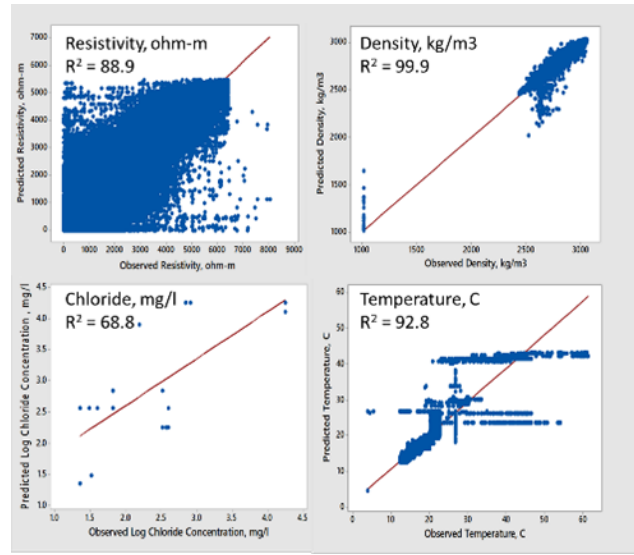 Resistivity, ohm-m
R² = 88.9
Predicted Resistivity, ohm-m
7000
6000
5000
4000
3000
2000
1000
0
0 1000 2000 3000 4000 5000 6000 7000 8000 9000
Observed Resistivity, ohm-m
Density, kg/m3
R² = 99.9
Predicted Density, kg/m3
3000
2500
2000
1500
1000
1000 1500 2000 2500 3000
Observed Density, kg/m3
Chloride, mg/l
R² = 68.8
Predicted Log Chloride Concentration , mg/l
4.5
4.0
3.5
3.0
2.5
2.0
1.5
1.0
1.0 1.5 2.0 2.5 3.0 3.5 4.0 4.5
Observed Log Chloride Concentration, mg/l
Temperature, C
R² = 92.8
Predicted Temperature, C
60
50
40
30
20
10
0
0 10 20 30 40 50 60
Observed Temperature, C